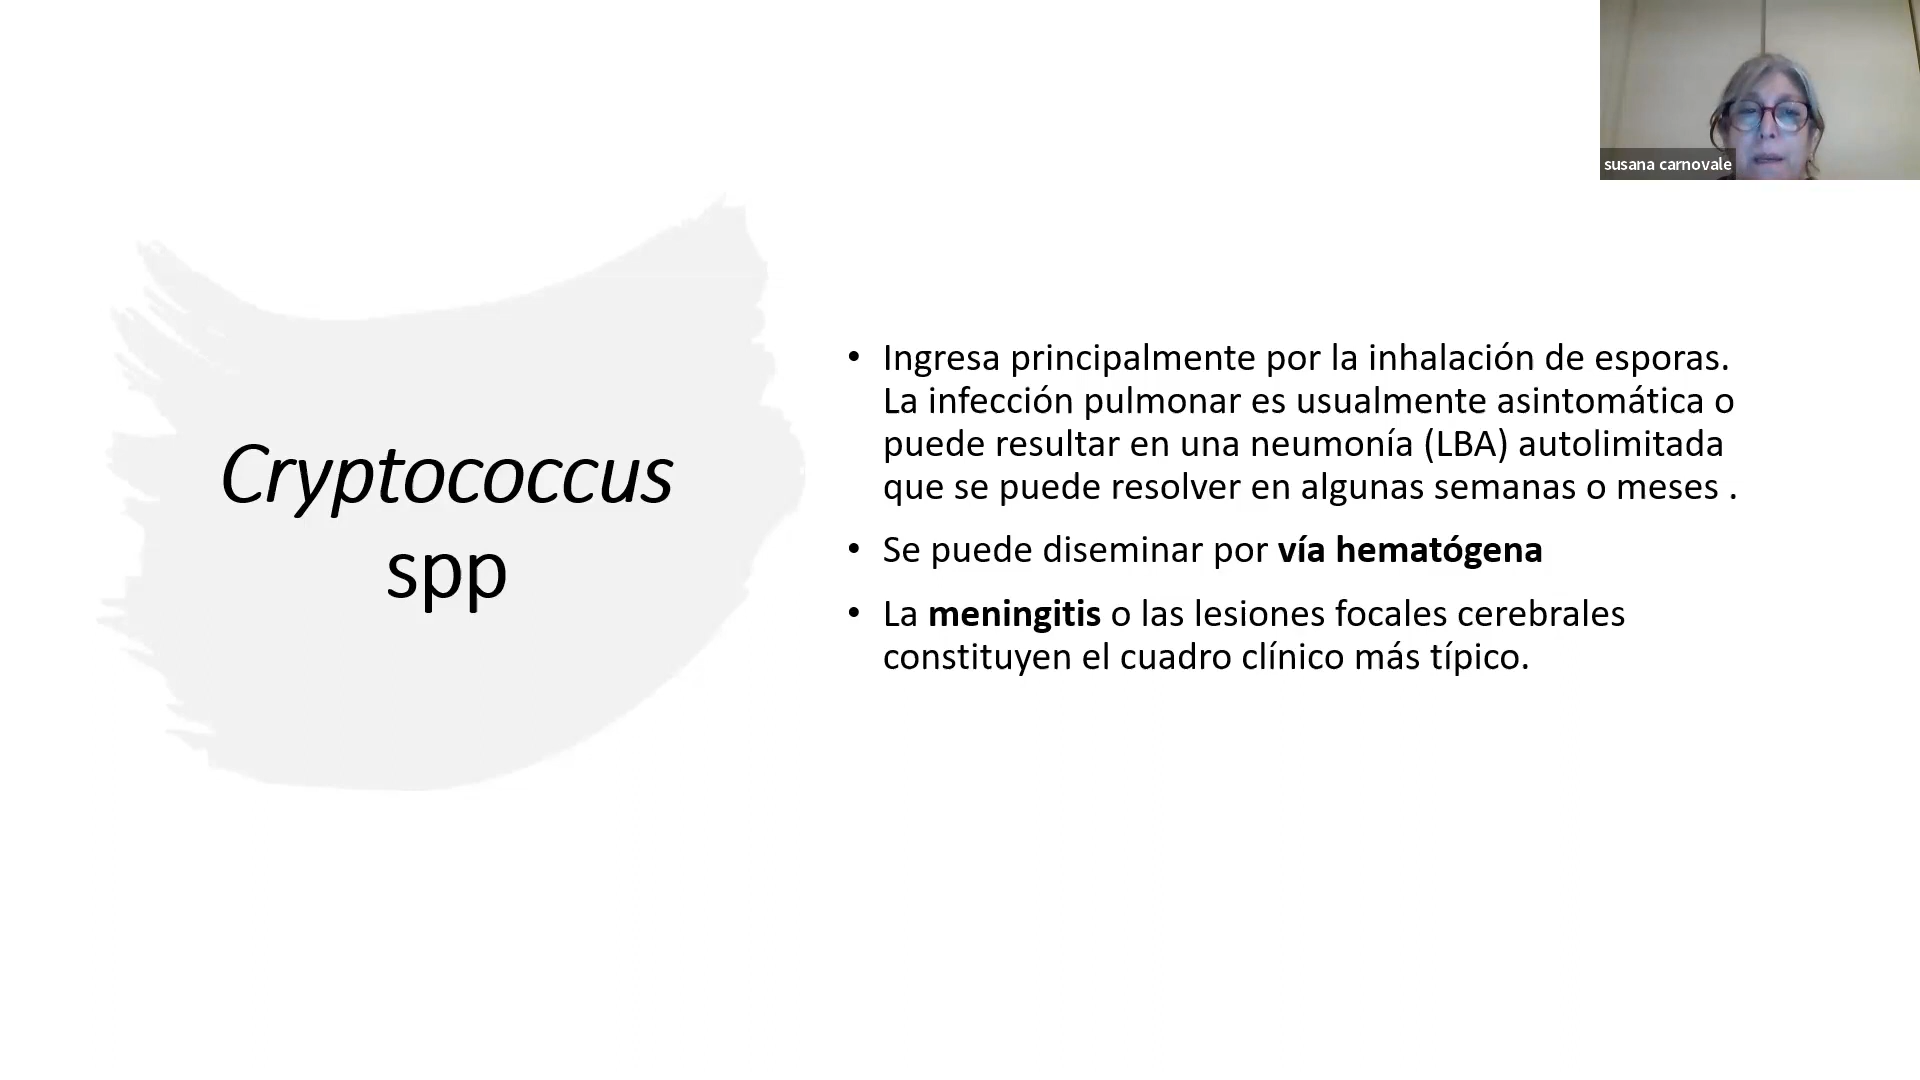 susana carnovale
Cryptococcus
spp
• Ingresa principalmente por la inhalación de esporas.
La infección pulmonar es usualmente asintomática o
puede resultar en una neumonía (LBA) autolimitada
que se puede resolver en algunas semanas o meses .
• Se puede diseminar por vía hematógena
• La meningitis o las lesiones focales cerebrales
constituyen el cuadro clínico más típico.